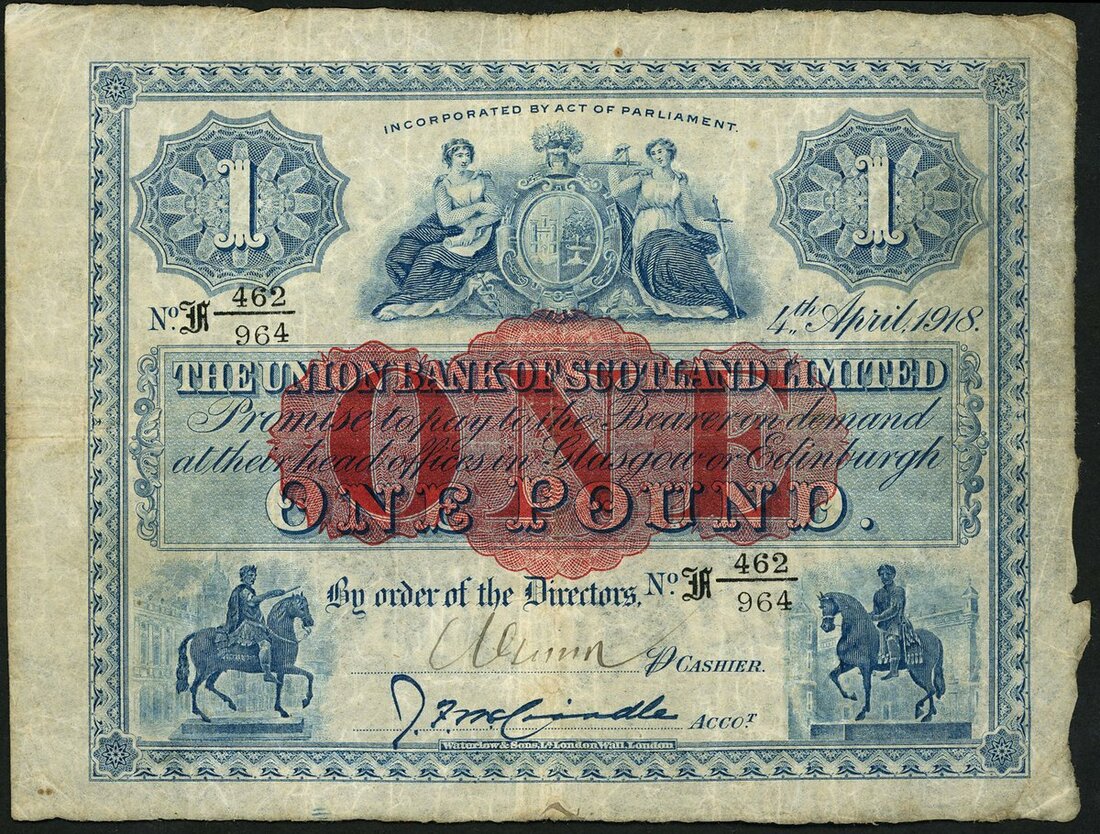 INCORPORATED BY ACT OF PARLIAMENT.
1
1
No. F 462
964
4th April, 1918.
THE UNION BANK OF SCOTLAND LIMITED
Promise to pay to the Bearer on demand
at their head offices in Glasgow or Edinburgh
ONE
ONE POUND.
By order of the Directors,
No. F 462
964
P CASHIER.
J. F. McCrindle ACCOT.
Waterlow & Sons, Ld. London Wall, London